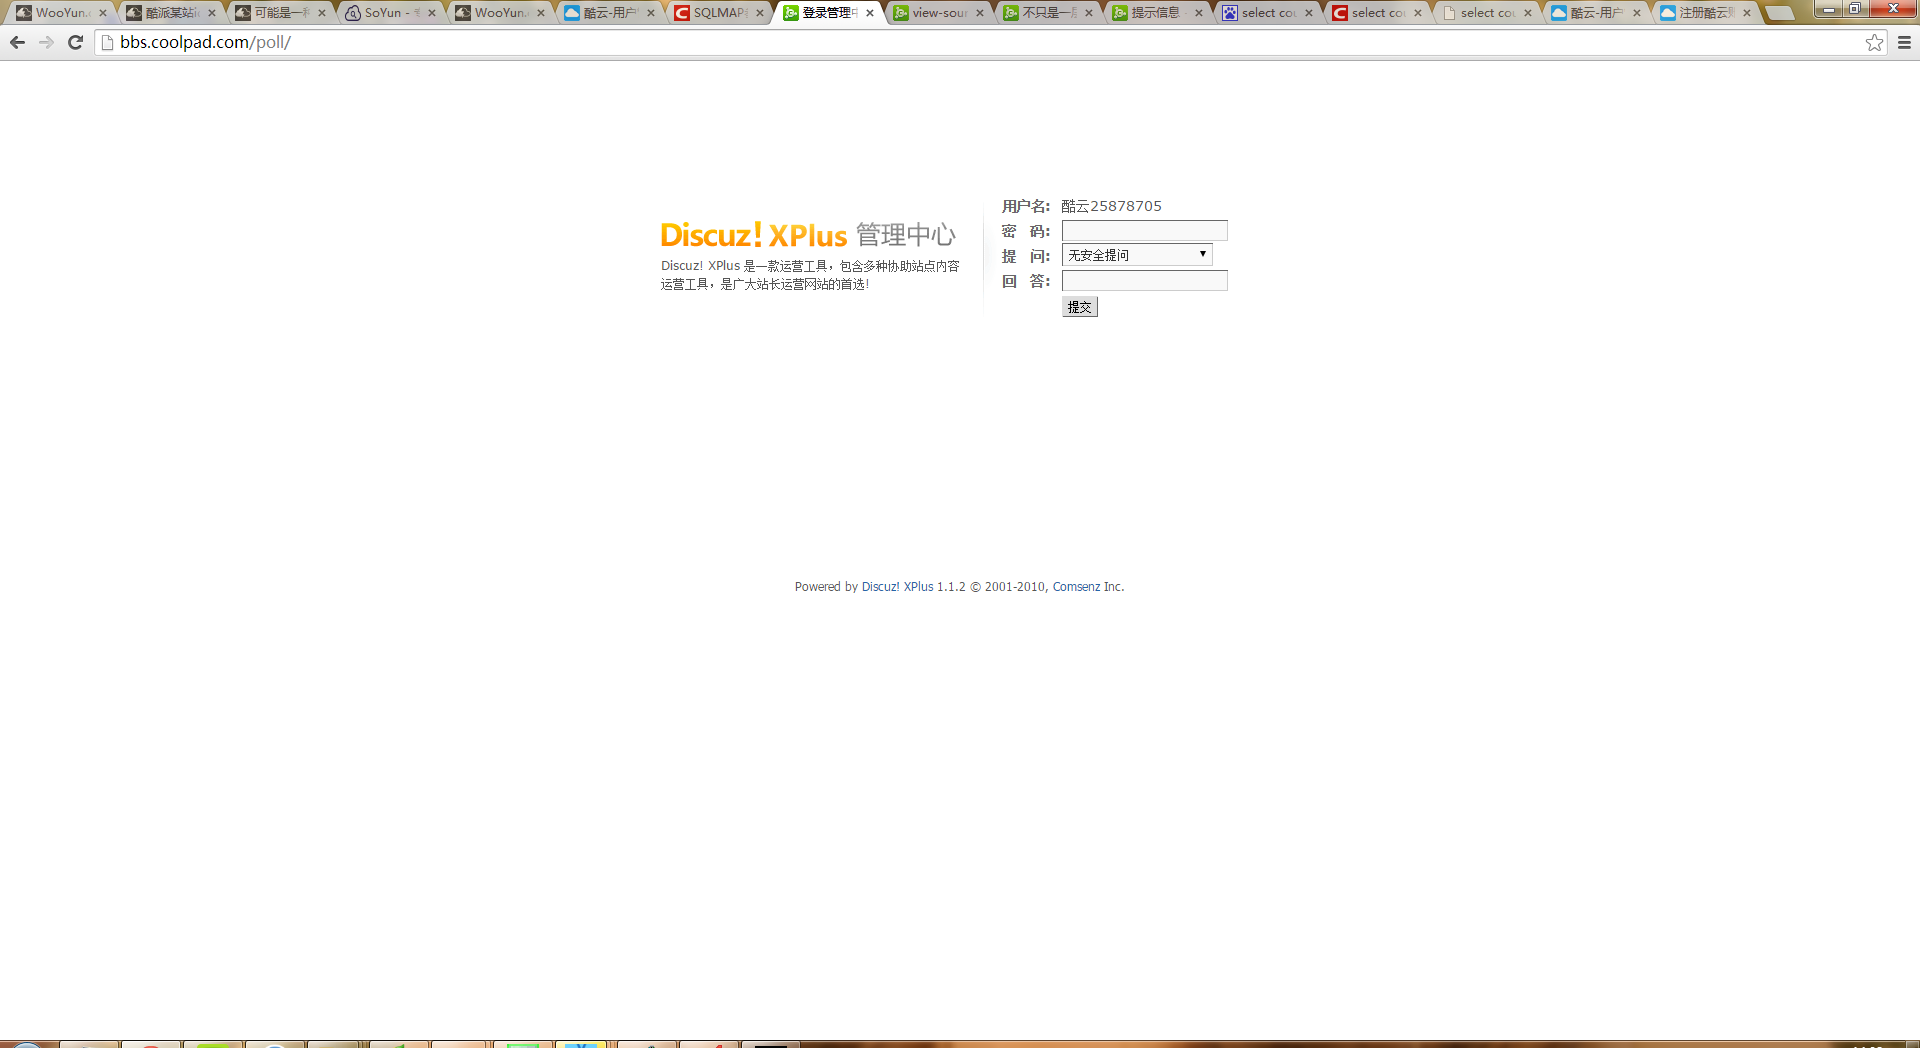 WooYun.
酷派某站
可能是一
SoYun -
WooYun.
酷云-用户
SQLMAP
登录管理中
view-sour
不只是一
提示信息
select cou
select cou
select cou
酷云-用户
注册酷云
bbs.coolpad.com/poll/
Discuz! XPlus 管理中心
Discuz! XPlus 是一款运营工具，包含多种协助站点内容
运营工具，是广大站长运营网站的首选!
用户名: 酷云25878705
密 码:
提 问: 无安全提问
回 答:
提交
Powered by Discuz! XPlus 1.1.2 © 2001-2010, Comsenz Inc.